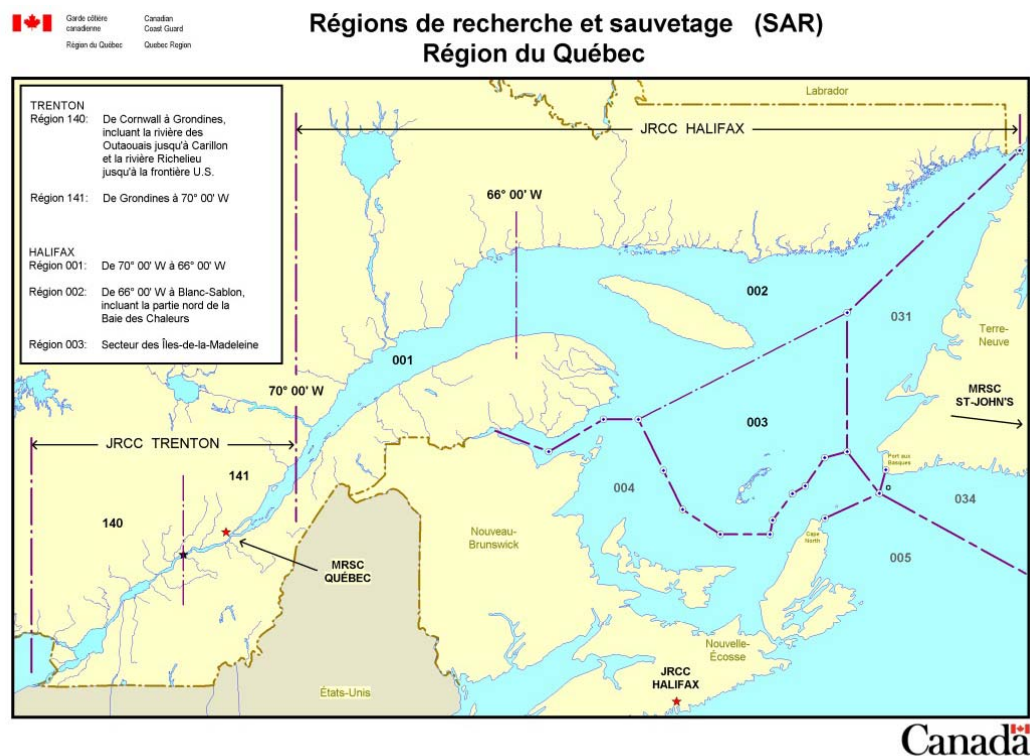 Garde côtière
canadienne
Canadian
Coast Guard
Région du Québec
Quebec Region
Régions de recherche et sauvetage (SAR)
Région du Québec
TRENTON
Région 140: De Cornwall à Grondines,
incluant la rivière des
Outaouais jusqu'à Carillon
et la rivière Richelieu
jusqu'à la frontière U.S.
Région 141: De Grondines à 70° 00' W
HALIFAX
Région 001: De 70° 00' W à 66° 00' W
Région 002: De 66° 00' W à Blanc-Sablon,
incluant la partie nord de la
Baie des Chaleurs
Région 003: Secteur des Îles-de-la-Madeleine
Labrador
JRCC HALIFAX
66° 00' W
002
031
Terre-
Neuve
001
70° 00' W
MRSC
ST-JOHN'S
003
JRCC TRENTON
Port aux
Basques
141
004
034
140
Nouveau-
Brunswick
Cape
North
005
MRSC
QUÉBEC
Nouvelle-
Écosse
JRCC
HALIFAX
États-Unis
Canada